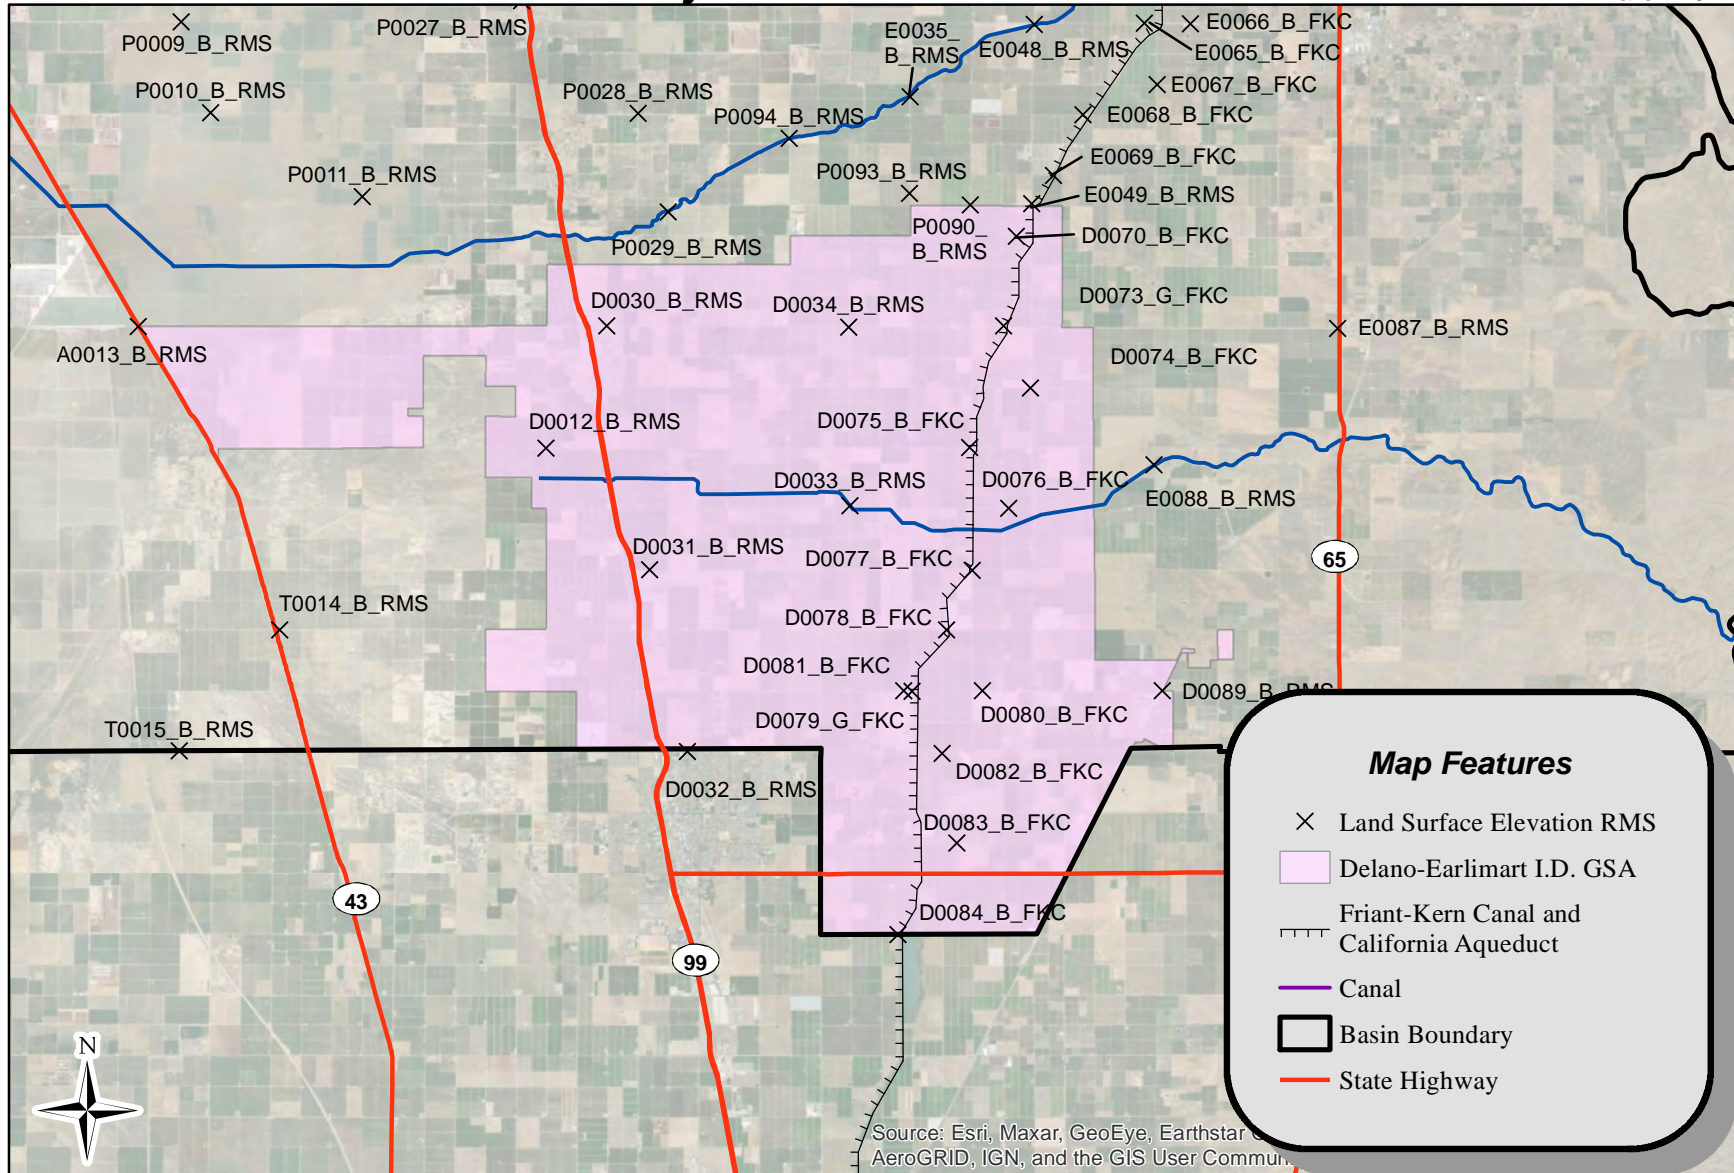 P0009_B_RMS
P0027_B_RMS
E0035_
B_RMS
E0048_B_RMS
E0066_B_FKC
E0065_B_FKC
E0067_B_FKC
P0010_B_RMS
P0028_B_RMS
P0094_B_RMS
E0068_B_FKC
P0011_B_RMS
P0093_B_RMS
E0069_B_FKC
E0049_B_RMS
P0029_B_RMS
P0090_
B_RMS
D0070_B_FKC
D0030_B_RMS
D0034_B_RMS
D0073_G_FKC
E0087_B_RMS
A0013_B_RMS
D0074_B_FKC
D0012_B_RMS
D0075_B_FKC
D0033_B_RMS
D0076_B_FKC
E0088_B_RMS
D0031_B_RMS
D0077_B_FKC
65
T0014_B_RMS
D0078_B_FKC
D0081_B_FKC
D0089_B_RMS
D0079_G_FKC
D0080_B_FKC
T0015_B_RMS
D0082_B_FKC
D0032_B_RMS
D0083_B_FKC
43
D0084_B_FKC
99
Map Features
Land Surface Elevation RMS
Delano-Earlimart I.D. GSA
Friant-Kern Canal and
California Aqueduct
Canal
Basin Boundary
State Highway
N
Source: Esri, Maxar, GeoEye, Earthstar
AeroGRID, IGN, and the GIS User